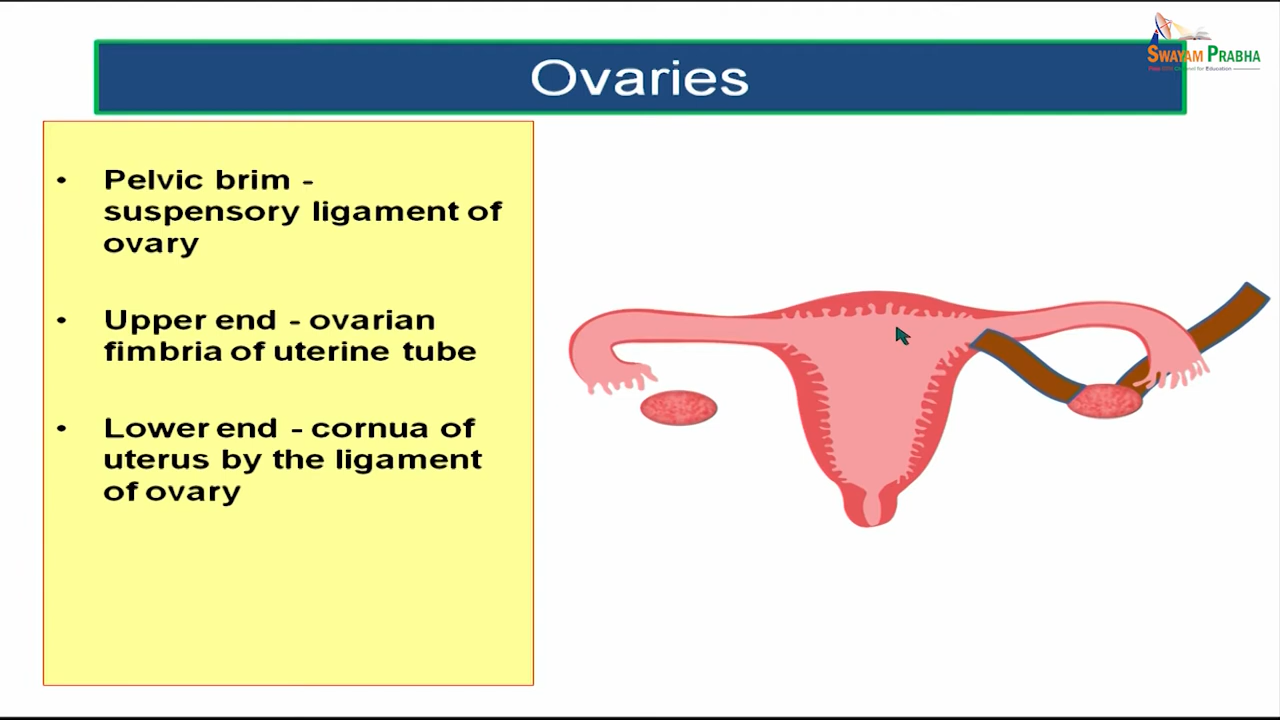 SWAYAM PRABHA
Ovaries
• Pelvic brim -
suspensory ligament of
ovary
• Upper end - ovarian
fimbria of uterine tube
• Lower end - cornua of
uterus by the ligament
of ovary